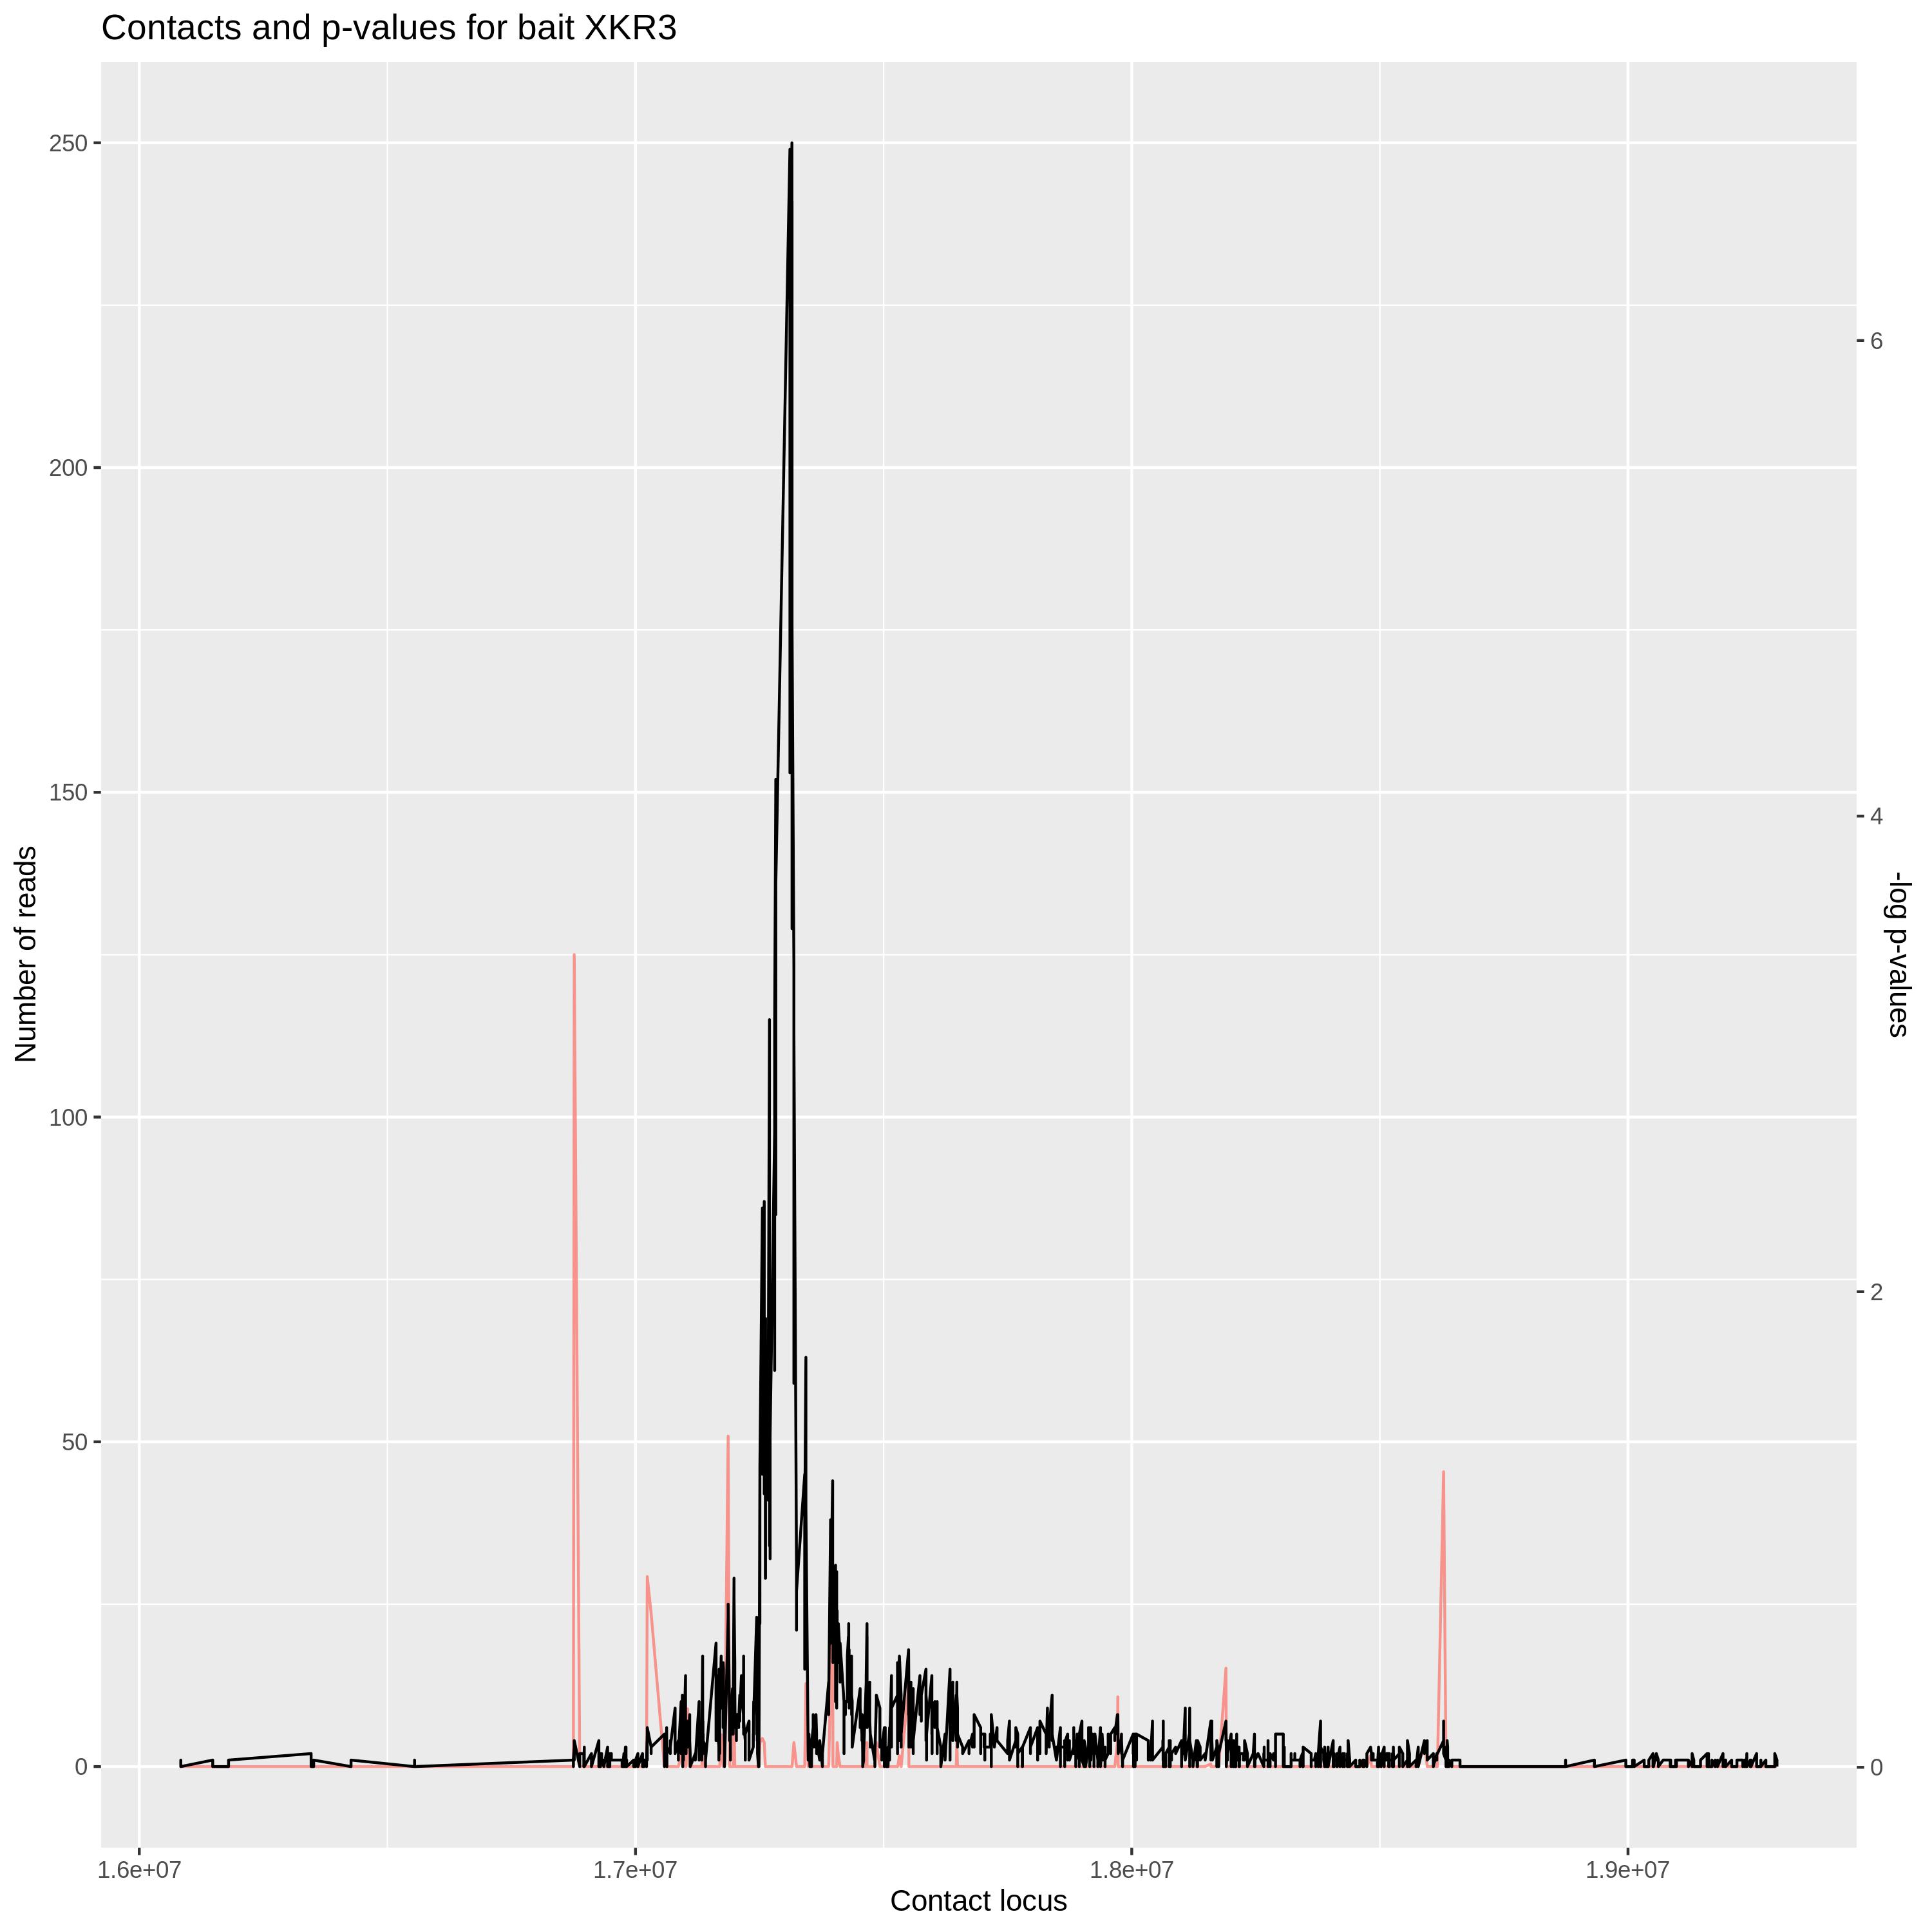 Contacts and p-values for bait XKR3
250
200
150
100
50
0
Number of reads
6
4
2
0
-log p-values
1.6e+07
1.7e+07
1.8e+07
1.9e+07
Contact locus